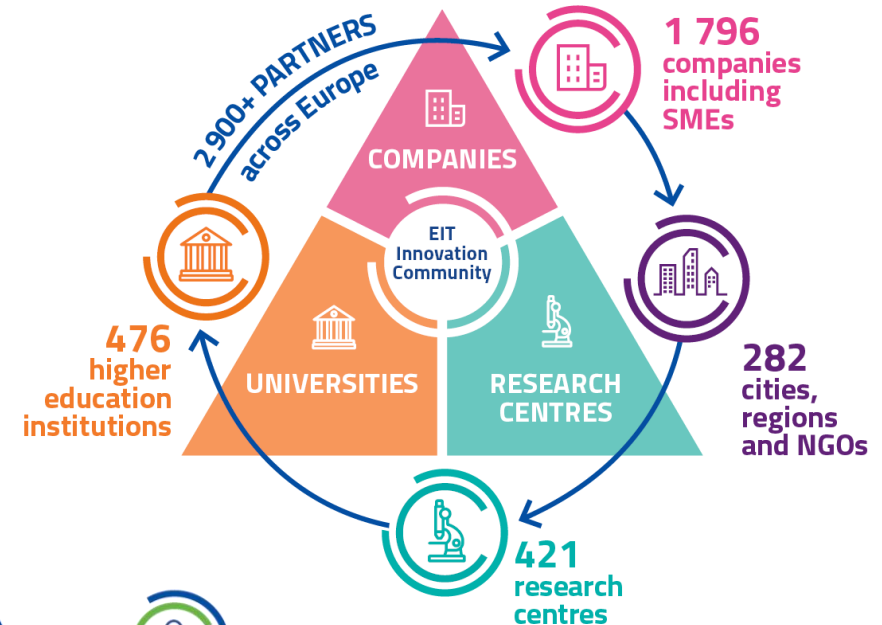 2 900+ PARTNERS
across Europe
1 796
companies
including
SMEs
COMPANIES
EIT
Innovation
Community
UNIVERSITIES
RESEARCH
CENTRES
476
higher
education
institutions
282
cities,
regions
and NGOs
421
research
centres